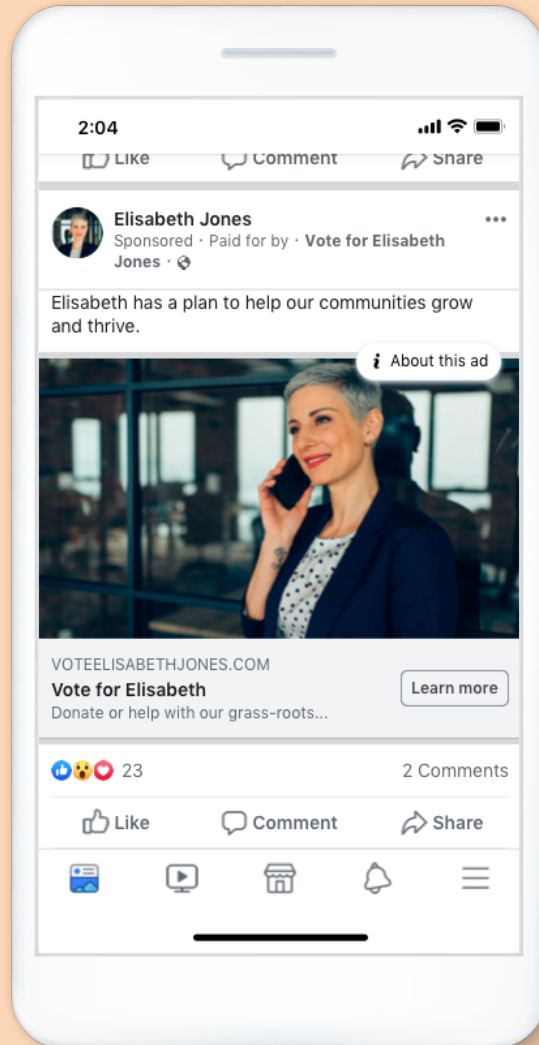 2:04
Like Comment Share
Elisabeth Jones
Sponsored · Paid for by · Vote for Elisabeth
Jones ·
Elisabeth has a plan to help our communities grow
and thrive.
i About this ad
VOTEELISABETHJONES.COM
Vote for Elisabeth
Learn more
Donate or help with our grass-roots...
23 2 Comments
Like Comment Share